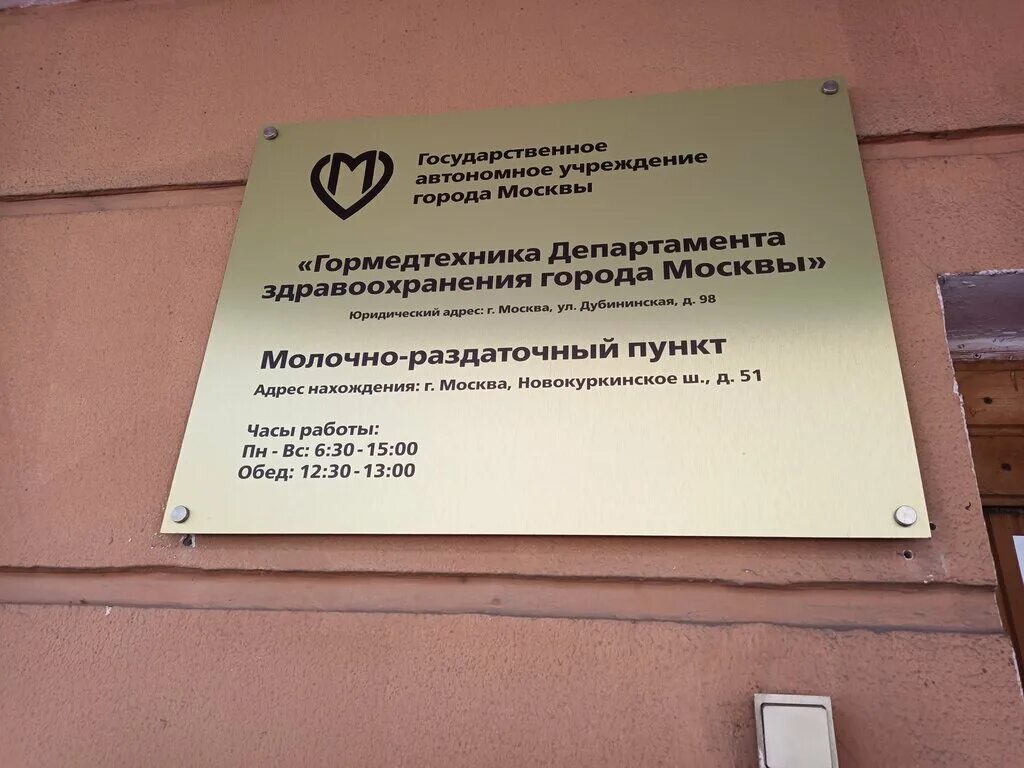 М
Государственное
автономное учреждение
города Москвы
«Гормедтехника Департамента
здравоохранения города Москвы»
Юридический адрес: г. Москва, ул. Дубининская, д. 98
Молочно-раздаточный пункт
Адрес нахождения: г. Москва, Новокуркинское ш., д. 51
Часы работы:
Пн - Вс: 6:30 - 15:00
Обед: 12:30 - 13:00